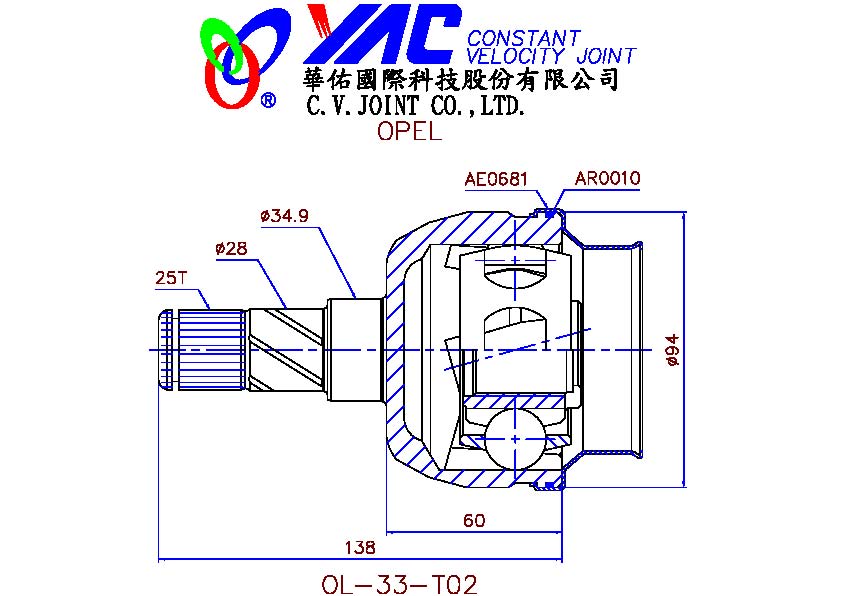 YAC CONSTANT
VELOCITY JOINT
®
華佑國際科技股份有限公司
C.V.JOINT CO.,LTD.
OPEL
AE0681
AR0010
ø34.9
ø28
25T
ø94
60
138
OL-33-T02